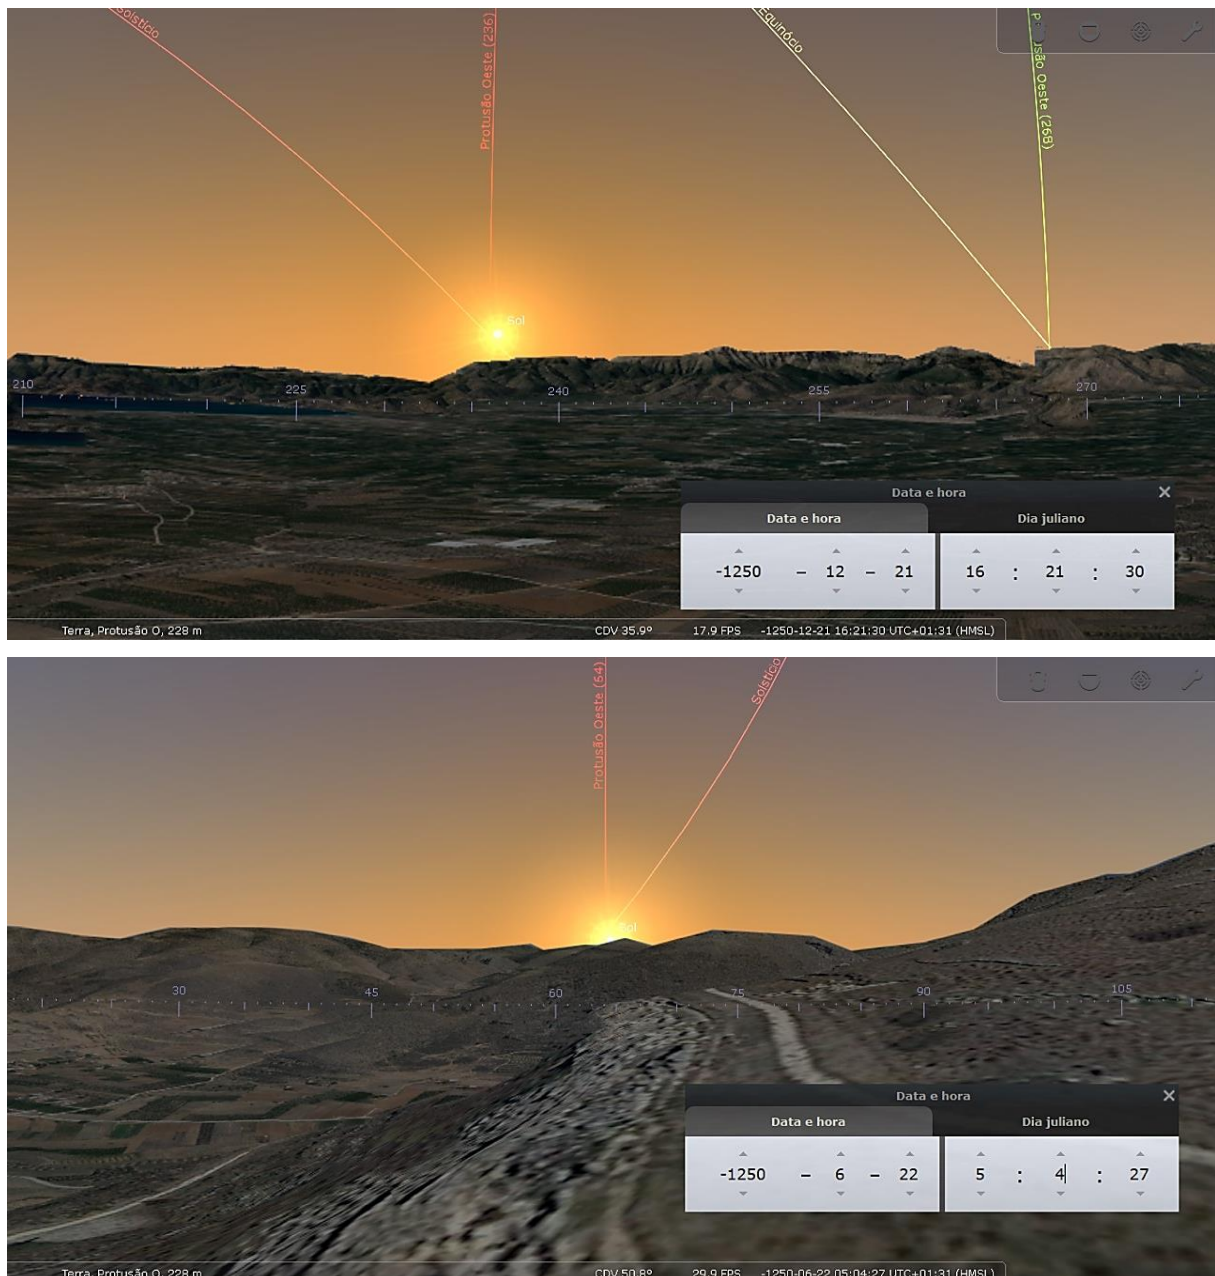 Solstício
Protusão Oeste (236)
Equinócio
Oeste (268)
Sol
210
225
240
255
270
Data e hora
Data e hora
Dia juliano
-1250 – 12 – 21
16 : 21 : 30
Terra, Protusão O, 228 m
CDV 35.9º
17.9 FPS
-1250-12-21 16:21:30 UTC+01:31 (HMSL)
Protusão Oeste (64)
Solstício
Sol
30
45
60
75
90
105
Data e hora
Data e hora
Dia juliano
-1250 – 6 – 22
5 : 4 : 27
Terra, Protusão O, 228 m
CDV 50.8º
29.9 FPS
-1250-06-22 05:04:27 UTC+01:31 (HMSL)